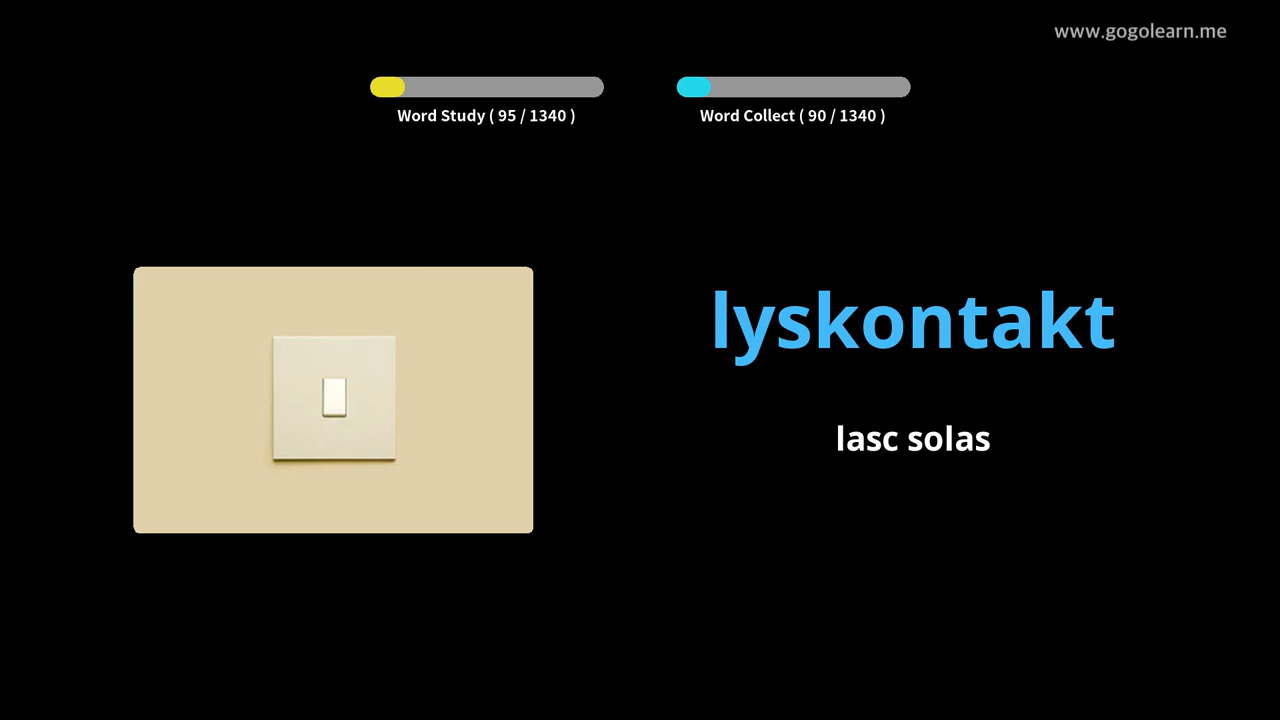 www.gogolearn.me
Word Study ( 95 / 1340 )
Word Collect ( 90 / 1340 )
lyskontakt
lasc solas